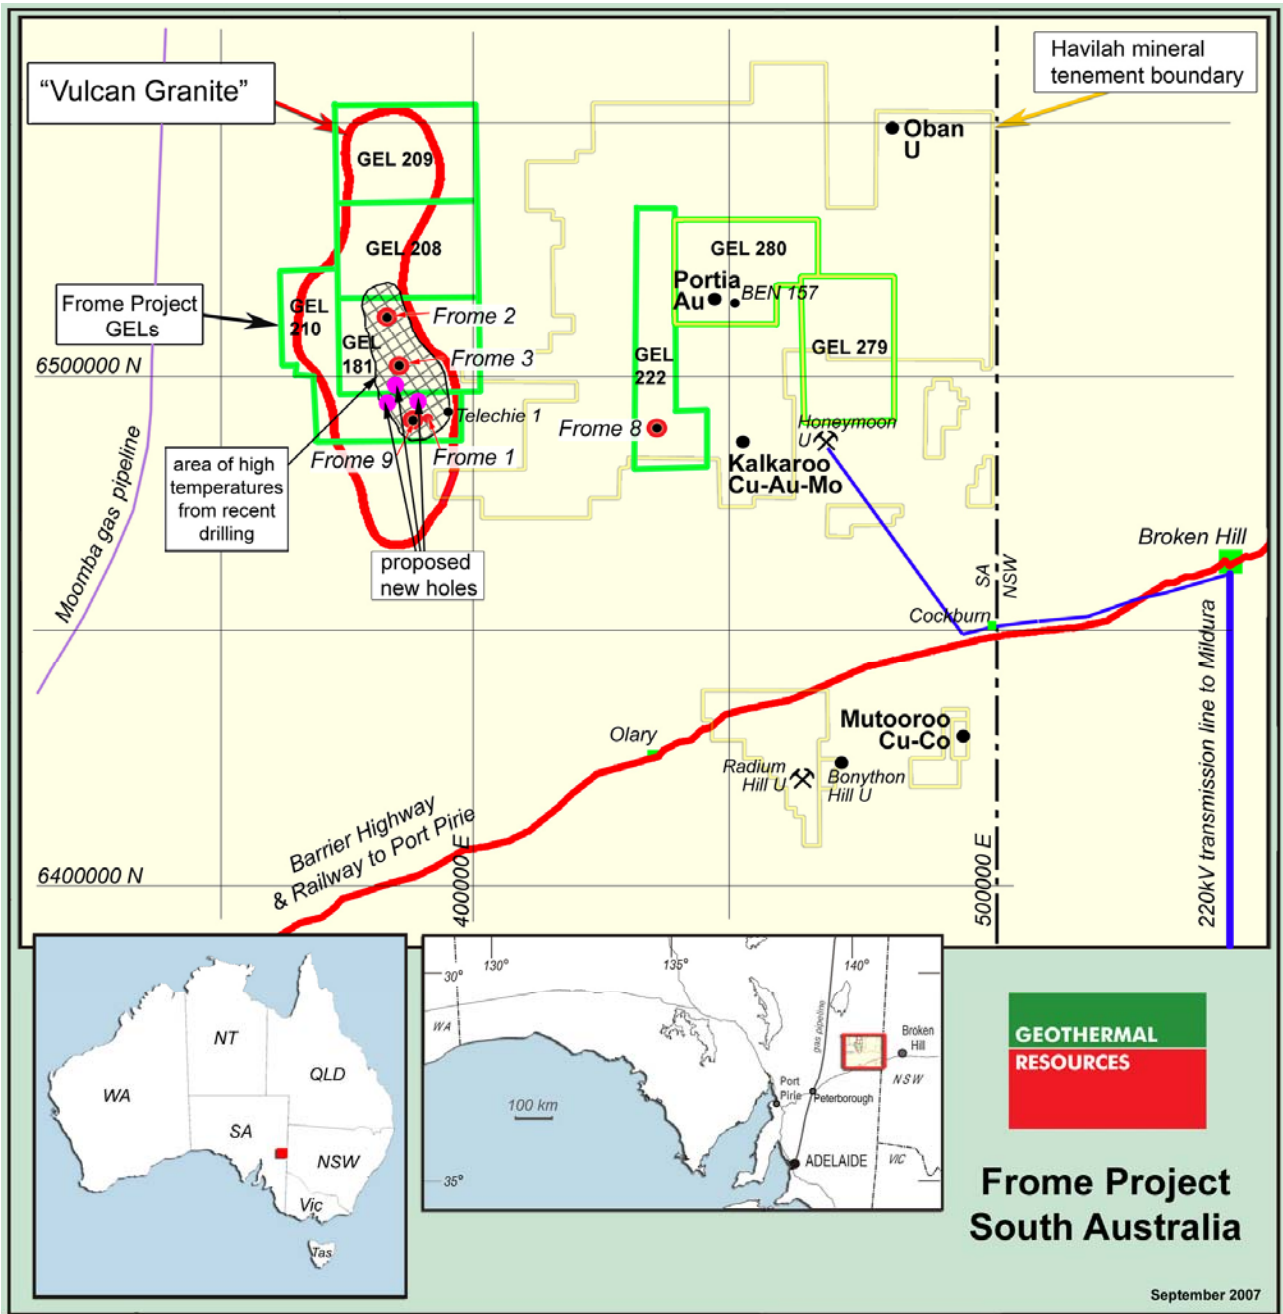 "Vulcan Granite"
Havilah mineral
tenement boundary
Oban
U
GEL 209
GEL 208
GEL 280
Portia
Au
BEN 157
Frome Project
GELs
GEL
210
Frome 2
GEL
181
Frome 3
GEL
222
GEL 279
6500000 N
Telechie 1
Honeymoon
U
Frome 8
Frome 9
Frome 1
Kalkaroo
Cu-Au-Mo
area of high
temperatures
from recent
drilling
proposed
new holes
Moomba gas pipeline
Broken Hill
SA
NSW
Cockburn
Olary
Mutooroo
Cu-Co
Radium
Hill U
Bonython
Hill U
Barrier Highway
& Railway to Port Pirie
6400000 N
400000 E
500000 E
220kV transmission line to Mildura
NT
WA
QLD
SA
NSW
Vic
Tas
130°
135°
140°
30°
WA
gas pipeline
Broken
Hill
NSW
Port
Pirie
Peterborough
100 km
ADELAIDE
VIC
35°
GEOTHERMAL
RESOURCES
Frome Project
South Australia
September 2007